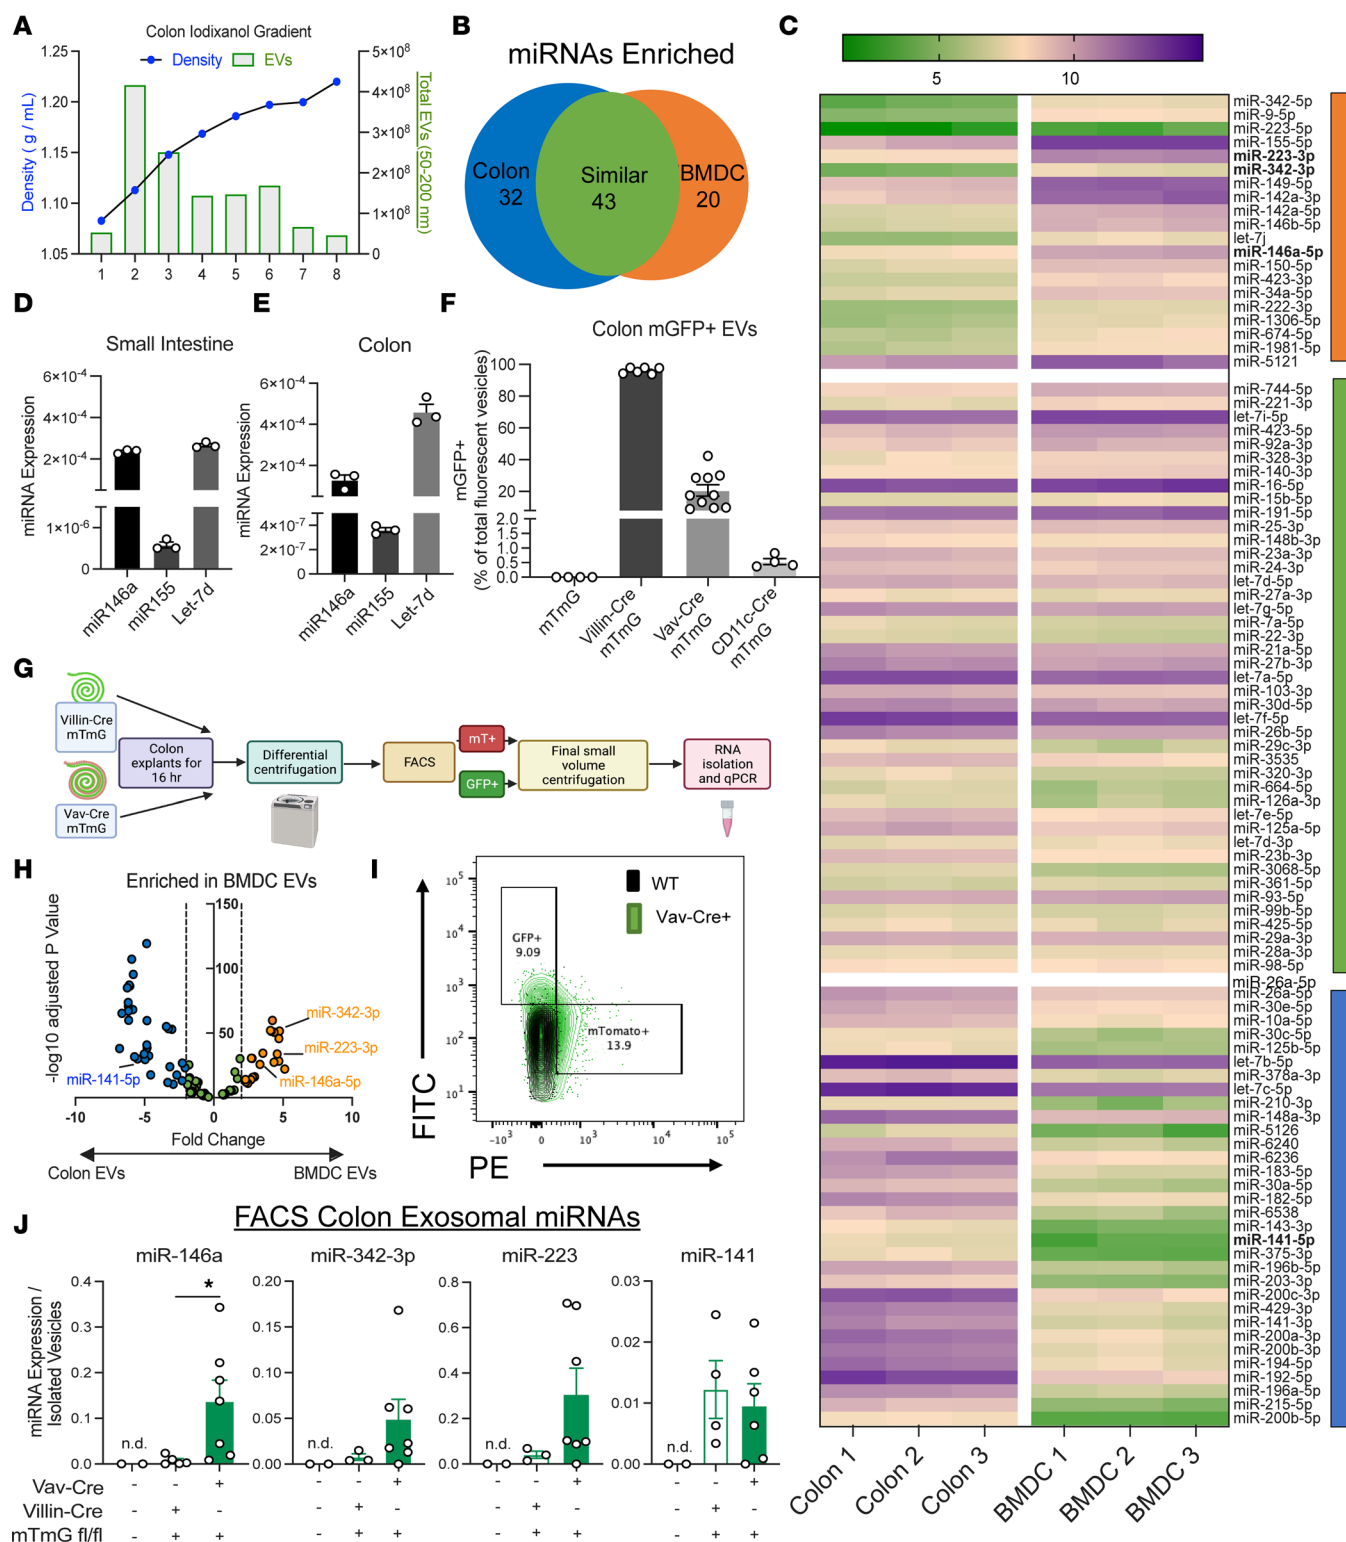 A
Colon Iodixanol Gradient
Density
EVs
1.25
1.20
1.15
1.10
1.05
Density ( g / mL)
5×10⁸
4×10⁸
3×10⁸
2×10⁸
1×10⁸
0
Total EVs (50-200 nm)
1 2 3 4 5 6 7 8
B
miRNAs Enriched
Colon
32
Similar
43
BMDC
20
C
5 10
miR-342-5p
miR-9-5p
miR-223-5p
miR-155-5p
miR-223-3p
miR-342-3p
miR-149-5p
miR-142a-3p
miR-142a-5p
miR-146b-5p
let-7j
miR-146a-5p
miR-150-5p
miR-423-3p
miR-34a-5p
miR-222-3p
miR-1306-5p
miR-674-5p
miR-1981-5p
miR-5121
miR-744-5p
miR-221-3p
let-7i-5p
miR-423-5p
miR-92a-3p
miR-328-3p
miR-140-3p
miR-16-5p
miR-15b-5p
miR-191-5p
miR-25-3p
miR-148b-3p
miR-23a-3p
miR-24-3p
let-7d-5p
miR-27a-3p
let-7g-5p
miR-7a-5p
miR-22-3p
miR-21a-5p
miR-27b-3p
let-7a-5p
miR-103-3p
miR-30d-5p
let-7f-5p
miR-26b-5p
miR-29c-3p
miR-3535
miR-320-3p
miR-664-5p
miR-126a-3p
let-7e-5p
miR-125a-5p
let-7d-3p
miR-23b-3p
miR-3068-5p
miR-361-5p
miR-93-5p
miR-99b-5p
miR-425-5p
miR-29a-3p
miR-28a-3p
miR-98-5p
miR-26a-5p
miR-26a-5p
miR-30e-5p
miR-10a-5p
miR-30c-5p
miR-125b-5p
let-7b-5p
miR-378a-3p
let-7c-5p
miR-210-3p
miR-148a-3p
miR-5126
miR-6240
miR-6236
miR-183-5p
miR-30a-5p
miR-182-5p
miR-6538
miR-143-3p
miR-141-5p
miR-375-3p
miR-196b-5p
miR-203-3p
miR-200c-3p
miR-429-3p
miR-141-3p
miR-200a-3p
miR-200b-3p
miR-194-5p
miR-192-5p
miR-196a-5p
miR-215-5p
miR-200b-5p
Colon 1
Colon 2
Colon 3
BMDC 1
BMDC 2
BMDC 3
D
Small Intestine
miRNA Expression
6×10⁻⁴
4×10⁻⁴
2×10⁻⁴
1×10⁻⁶
0
miR146a
miR155
Let-7d
E
Colon
miRNA Expression
6×10⁻⁴
4×10⁻⁴
2×10⁻⁴
4×10⁻⁷
2×10⁻⁷
0
miR146a
miR155
Let-7d
F
Colon mGFP+ EVs
mGFP+
(% of total fluorescent vesicles)
100
80
60
40
20
2.0
1.5
1.0
0.5
0.0
mTmG
Villin-Cre
mTmG
Vav-Cre
mTmG
CD11c-Cre
mTmG
G
Villin-Cre
mTmG
Vav-Cre
mTmG
Colon
explants for
16 hr
Differential
centrifugation
FACS
mT+
GFP+
Final small
volume
centrifugation
RNA
isolation
and qPCR
H
Enriched in BMDC EVs
-log10 adjusted P Value
150
100
50
miR-342-3p
miR-223-3p
miR-146a-5p
miR-141-5p
-10 -5 0 5 10
Fold Change
Colon EVs
BMDC EVs
I
WT
Vav-Cre+
GFP+
9.09
mTomato+
13.9
10⁵
10⁴
10³
10²
10¹
FITC
-10³ 0 10³ 10⁴ 10⁵
PE
J
FACS Colon Exosomal miRNAs
miRNA Expression /
Isolated Vesicles
miR-146a
0.4
0.3
0.2
0.1
0.0
n.d.
*
miR-342-3p
0.20
0.15
0.10
0.05
0.00
n.d.
miR-223
0.8
0.6
0.4
0.2
0.0
n.d.
miR-141
0.03
0.02
0.01
0.00
n.d.
Vav-Cre - - + - - + - - + - - +
Villin-Cre - + - - + - - + - - + -
mTmG fl/fl - + + - + + - + + - + +